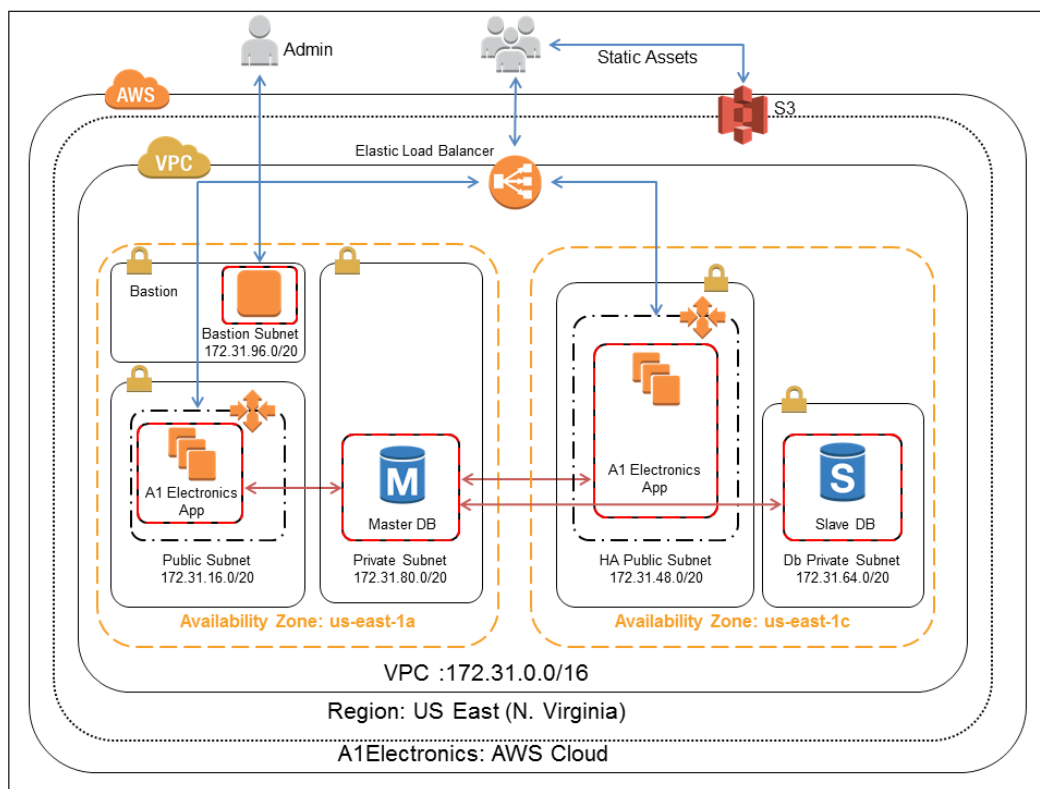 Admin
Static Assets
AWS
S3
Elastic Load Balancer
VPC
Bastion
Bastion Subnet
172.31.96.0/20
A1 Electronics
App
Public Subnet
172.31.16.0/20
M
Master DB
Private Subnet
172.31.80.0/20
Availability Zone: us-east-1a
A1 Electronics
App
HA Public Subnet
172.31.48.0/20
S
Slave DB
Db Private Subnet
172.31.64.0/20
Availability Zone: us-east-1c
VPC :172.31.0.0/16
Region: US East (N. Virginia)
A1Electronics: AWS Cloud